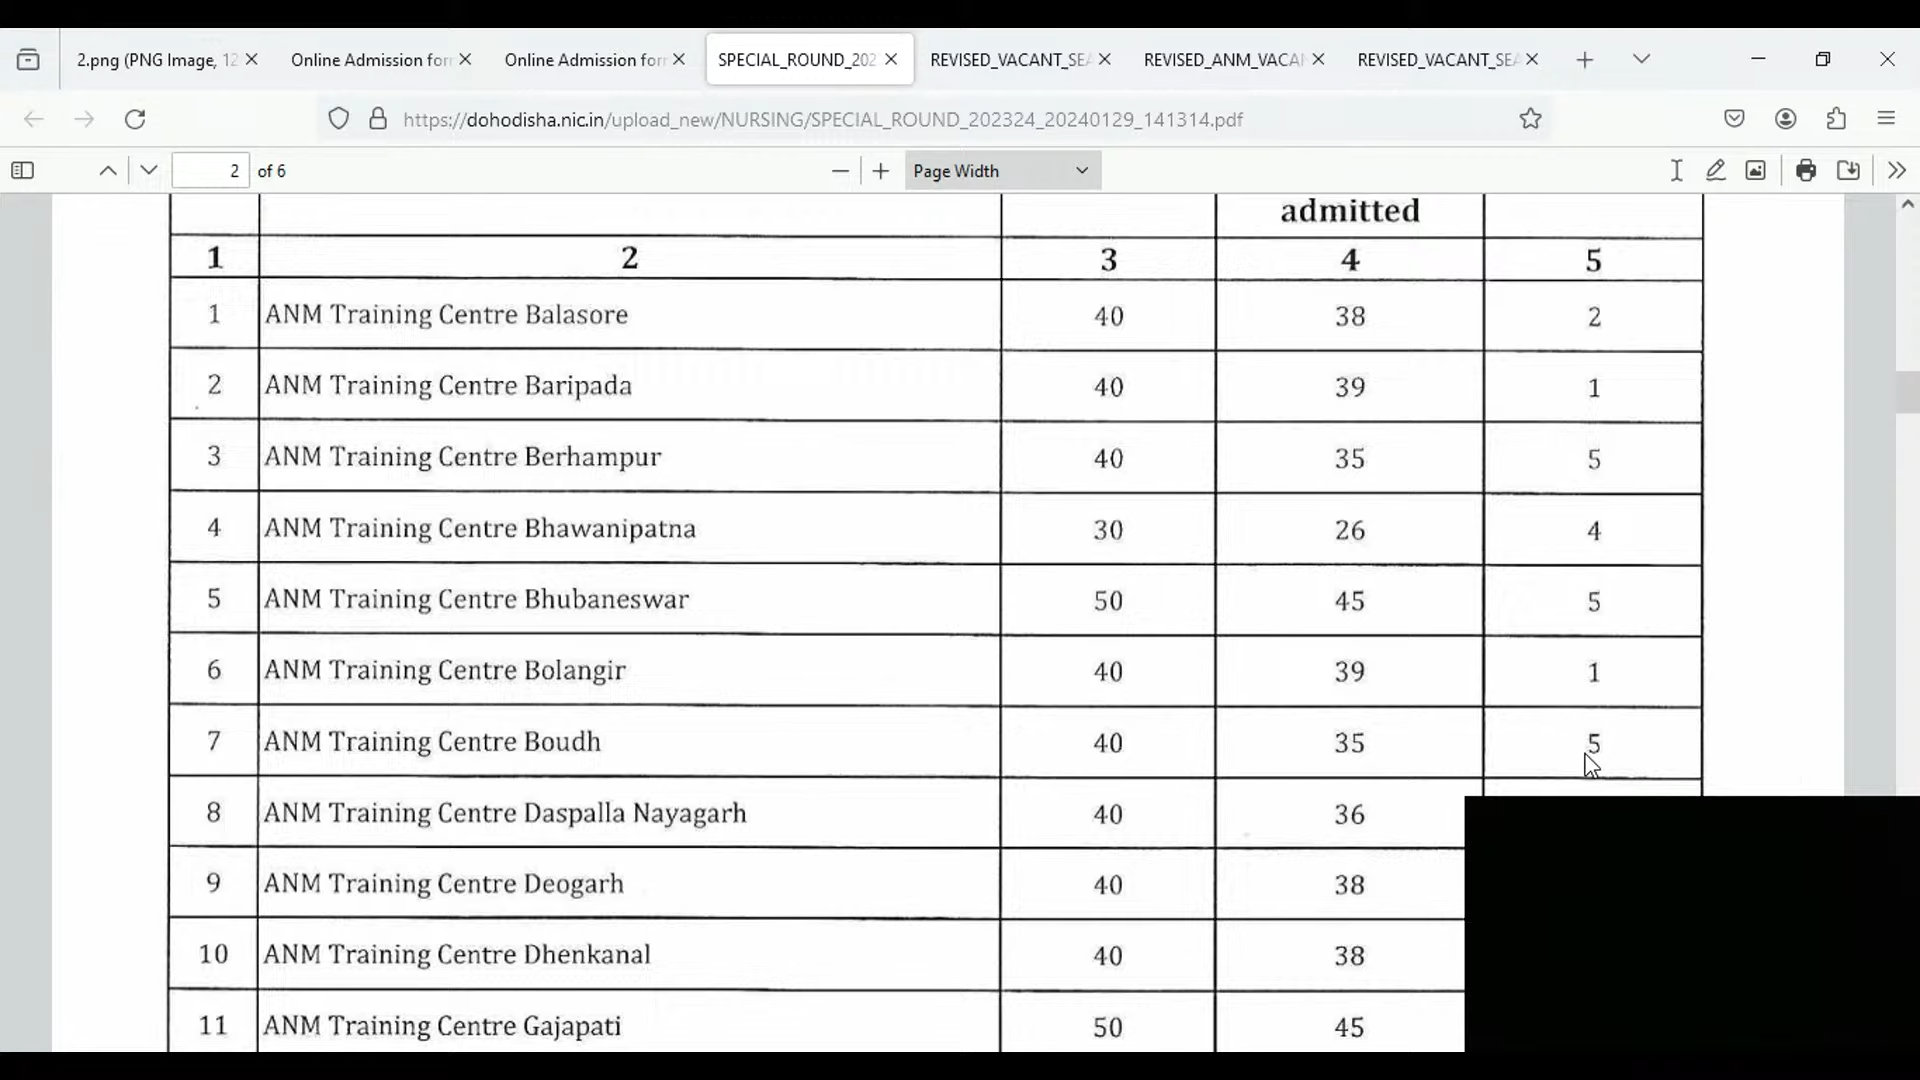 2.png (PNG Image, 12
Online Admission for
Online Admission for
SPECIAL_ROUND_202
REVISED_VACANT_SEA
REVISED_ANM_VACAN
REVISED_VACANT_SEA
https://dohodisha.nic.in/upload_new/NURSING/SPECIAL_ROUND_202324_20240129_141314.pdf
2 of 6
Page Width
admitted
1 2 3 4 5
1 ANM Training Centre Balasore 40 38 2
2 ANM Training Centre Baripada 40 39 1
3 ANM Training Centre Berhampur 40 35 5
4 ANM Training Centre Bhawanipatna 30 26 4
5 ANM Training Centre Bhubaneswar 50 45 5
6 ANM Training Centre Bolangir 40 39 1
7 ANM Training Centre Boudh 40 35 5
8 ANM Training Centre Daspalla Nayagarh 40 36
9 ANM Training Centre Deogarh 40 38
10 ANM Training Centre Dhenkanal 40 38
11 ANM Training Centre Gajapati 50 45